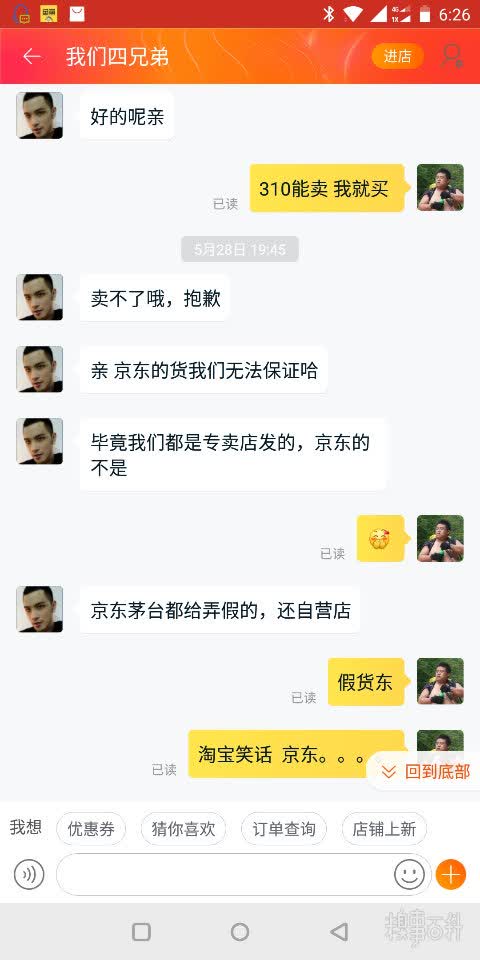 6:26
我们四兄弟
进店
好的呢亲
310能卖 我就买
已读
5月28日 19:45
卖不了哦，抱歉
亲 京东的货我们无法保证哈
毕竟我们都是专卖店发的，京东的
不是
已读
京东茅台都给弄假的，还自营店
假货东
已读
淘宝笑话 京东。。。
已读
回到底部
我想
优惠券
猜你喜欢
订单查询
店铺上新
糗事百科